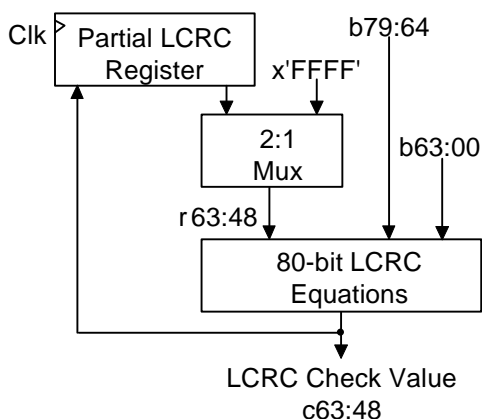 Clk
Partial LCRC
Register
b79:64
x'FFFF'
2:1
Mux
b63:00
r63:48
80-bit LCRC
Equations
LCRC Check Value
c63:48